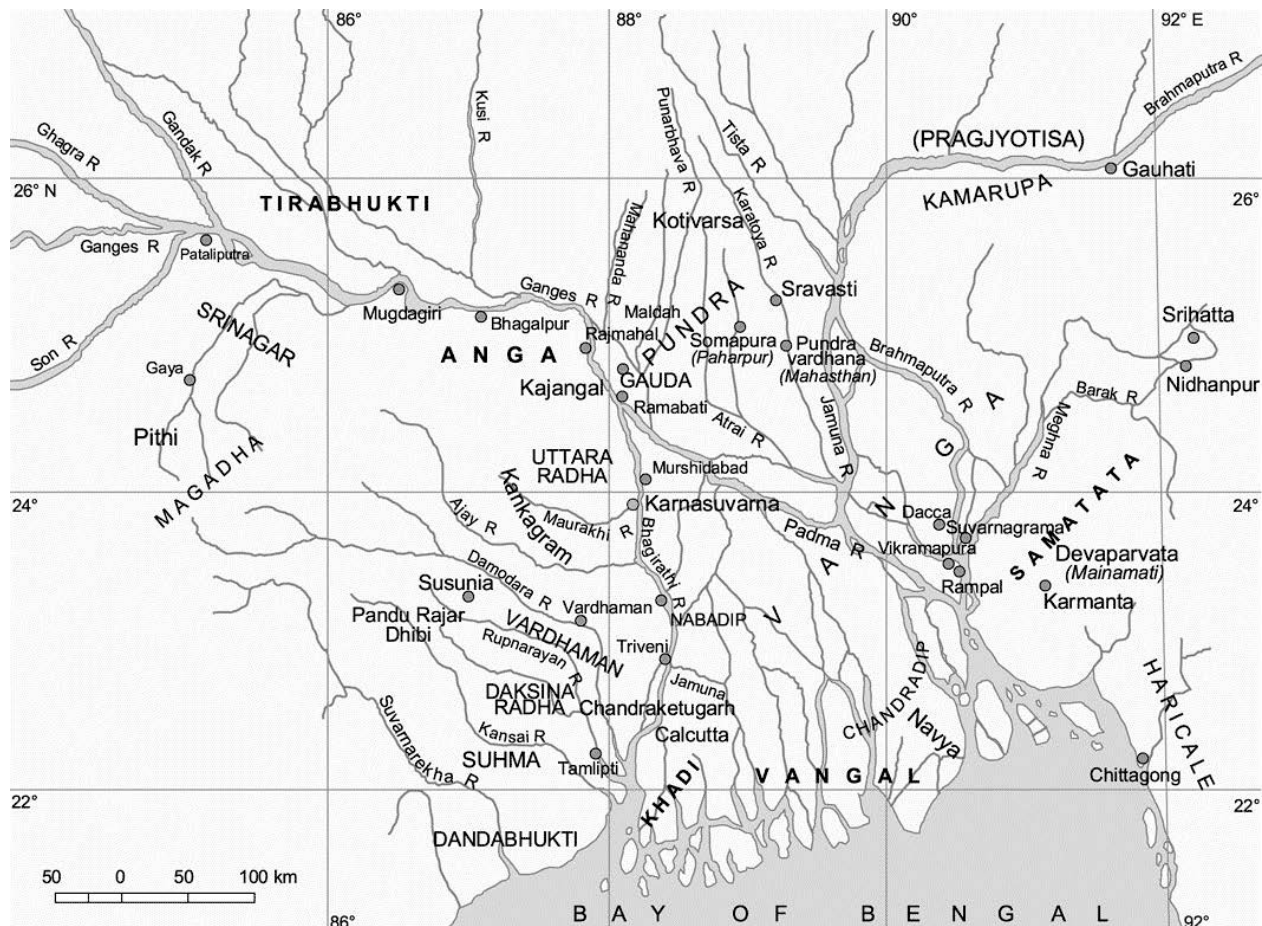 86°
88°
90°
92° E
Ghagra R
Gandak R
Kusi R
Punarbhava R
Tista R
Brahmaputra R
(PRAGJYOTISA)
Gauhati
26° N
26°
TIRABHUKTI
KAMARUPA
Mahananda R
Kotivarsa
Karatoya R
Ganges R
Pataliputra
Son R
SRINAGAR
Mugdagiri
Bhagalpur
Ganges R
Maldah
Rajmahal
PUNDRA
Sravasti
Somapura
(Paharpur)
Pundra
vardhana
(Mahasthan)
Brahmaputra R
Srihatta
Nidhanpur
Barak R
Gaya
ANGA
Kajangal
GAUDA
Ramabati
Jamuna R
Atrai R
Meghna R
Pithi
MAGADHA
UTTARA
RADHA
Murshidabad
Karnasuvarna
24°
24°
Kankagram
Maurakhi R
Ajay R
Bhagirathi R
Padma R
VANGA
Dacca
Suvarnagrama
Vikramapura
Rampal
SAMATATA
Devaparvata
(Mainamati)
Karmanta
Damodara R
Susunia
Pandu Rajar
Dhibi
Vardhaman
VARDHAMAN
NABADIP
Rupnarayan R
Triveni
Jamuna
DAKSINA
RADHA
Chandraketugarh
Calcutta
CHANDRADIP
Navya
HARICALE
Suvarnarekha R
Kansai R
SUHMA
Tamlipti
KHADI
VANGAL
Chittagong
22°
22°
DANDABHUKTI
50 0 50 100 km
86°
BAY OF BENGAL
92°